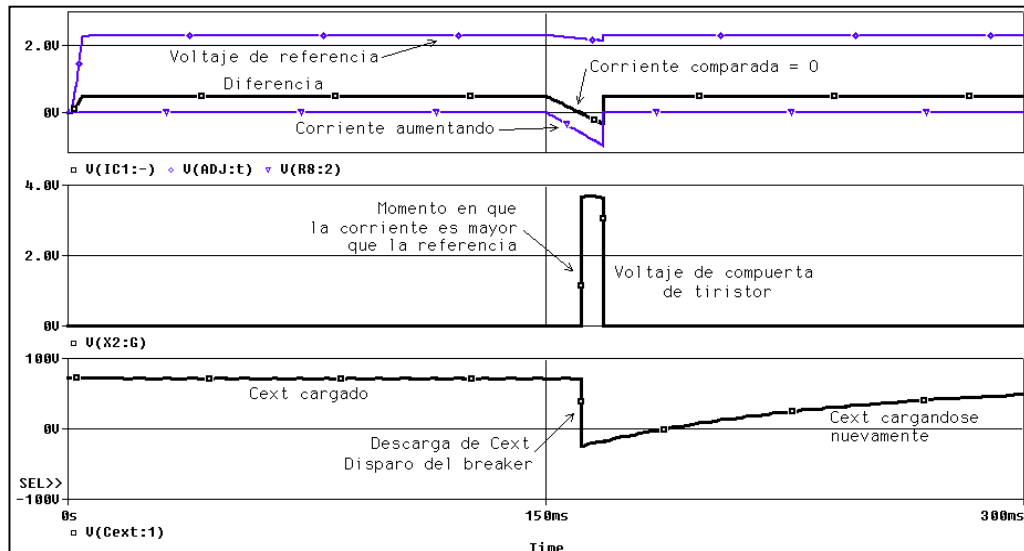 2.0V
Voltaje de referencia
Corriente comparada = 0
Diferencia
0V
Corriente aumentando
V(IC1:-) V(ADJ:t) V(R8:2)
4.0V
Momento en que
la corriente es mayor
que la referencia
2.0V
Voltaje de compuerta
de tiristor
0V
V(X2:G)
100V
Cext cargado
0V
Cext cargandose
nuevamente
Descarga de Cext
Disparo del breaker
SEL>>
-100V
0s 150ms 300ms
V(Cext:1)
Time